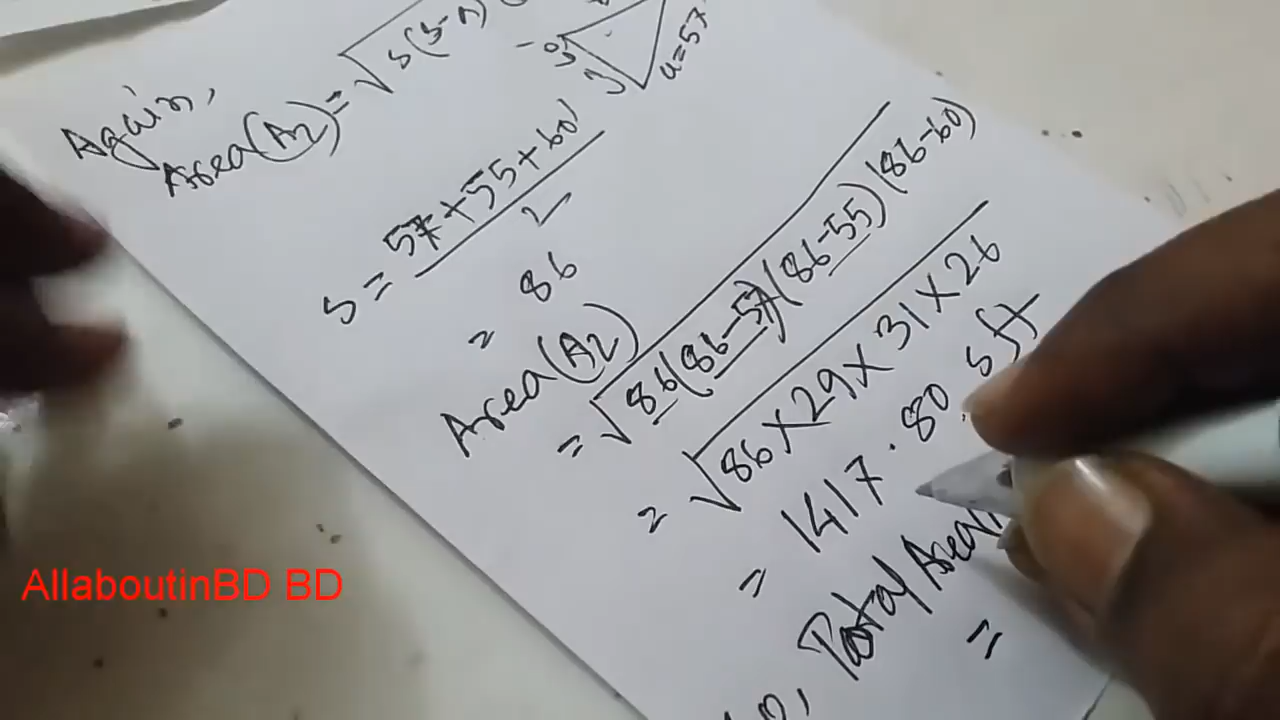 Again,
Area(A2) = √s(s-a)
a=57
s = 57+55+60
2
= 86
Area(A2)
= √86(86-57)(86-55)(86-60)
= √86×29×31×26
= 1417.80 sft
Total Area
=
AllaboutinBD BD